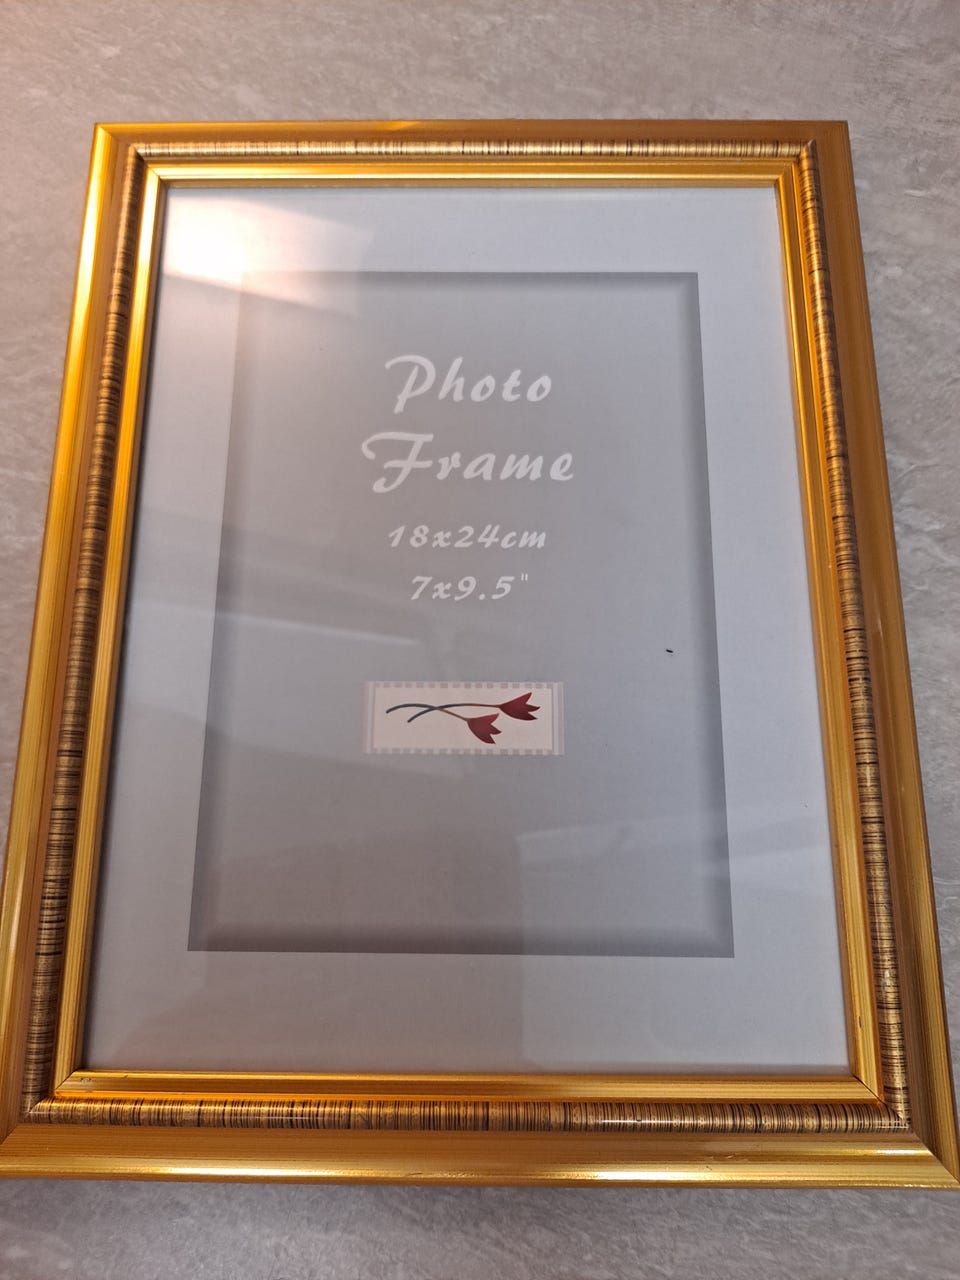 Photo
Frame
18x24cm
7x9.5"